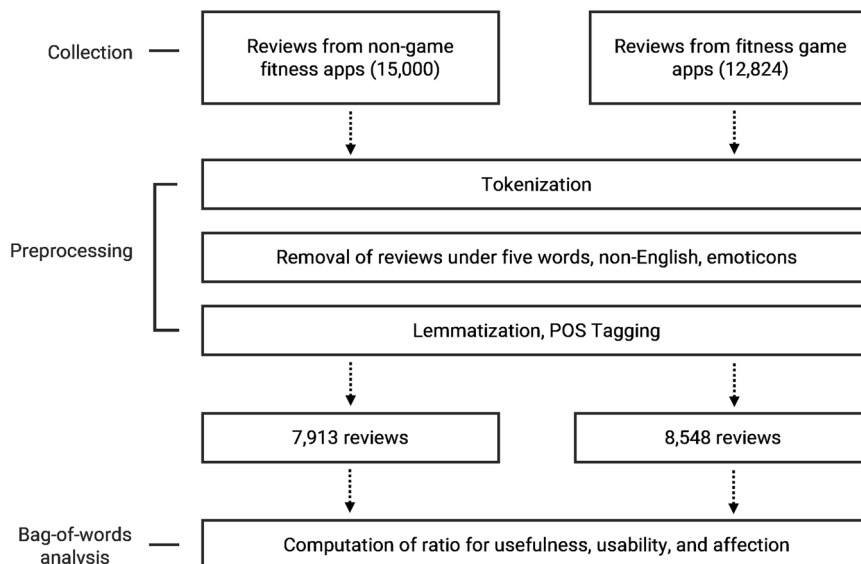 Collection
Reviews from non-game
fitness apps (15,000)
Reviews from fitness game
apps (12,824)
Preprocessing
Tokenization
Removal of reviews under five words, non-English, emoticons
Lemmatization, POS Tagging
7,913 reviews
8,548 reviews
Bag-of-words
analysis
Computation of ratio for usefulness, usability, and affection